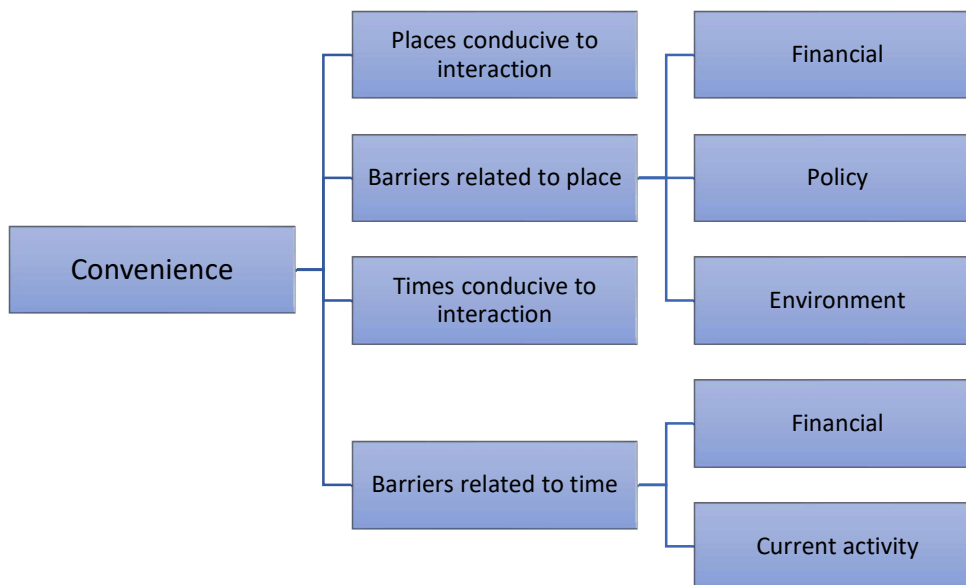 Convenience
Places conducive to
interaction
Barriers related to place
Financial
Policy
Environment
Times conducive to
interaction
Barriers related to time
Financial
Current activity